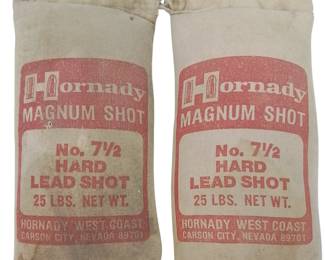 Hornady
MAGNUM SHOT
No. 7½
HARD
LEAD SHOT
25 LBS. NET WT.
HORNADY WEST COAST
CARSON CITY, NEVADA 89701
Hornady
MAGNUM SHOT
No. 7½
HARD
LEAD SHOT
25 LBS. NET WT.
HORNADY WEST COAST
CARSON CITY, NEVADA 89701